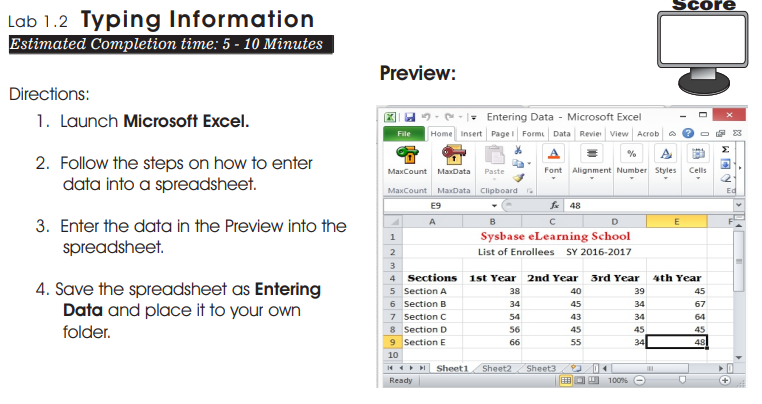 Score
Lab 1.2 Typing Information
Estimated Completion time: 5 - 10 Minutes
Directions:
1. Launch Microsoft Excel.
2. Follow the steps on how to enter
data into a spreadsheet.
3. Enter the data in the Preview into the
spreadsheet.
4. Save the spreadsheet as Entering
Data and place it to your own
folder.
Preview:
Entering Data - Microsoft Excel
File Home Insert Page l Formu Data Revie View Acrob
MaxCount MaxData Paste Font Alignment Number Styles Cells
MaxCount MaxData Clipboard Ed
E9 fx 48
A B C D E F
1 Sysbase eLearning School
2 List of Enrollees SY 2016-2017
3
4 Sections 1st Year 2nd Year 3rd Year 4th Year
5 Section A 38 40 39 45
6 Section B 34 45 34 67
7 Section C 54 43 34 64
8 Section D 56 45 45 45
9 Section E 66 55 34 48
10
Sheet1 Sheet2 Sheet3
Ready 100%